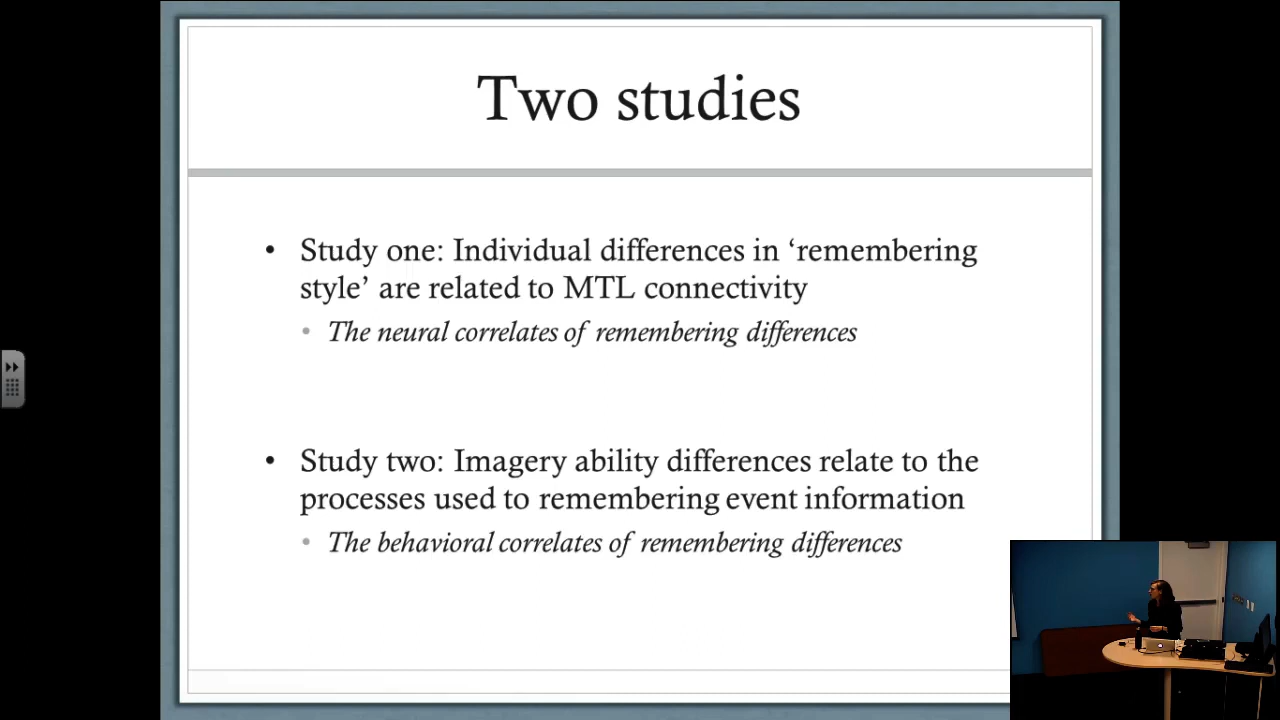 Two studies
• Study one: Individual differences in ‘remembering
style’ are related to MTL connectivity
• The neural correlates of remembering differences
• Study two: Imagery ability differences relate to the
processes used to remembering event information
• The behavioral correlates of remembering differences